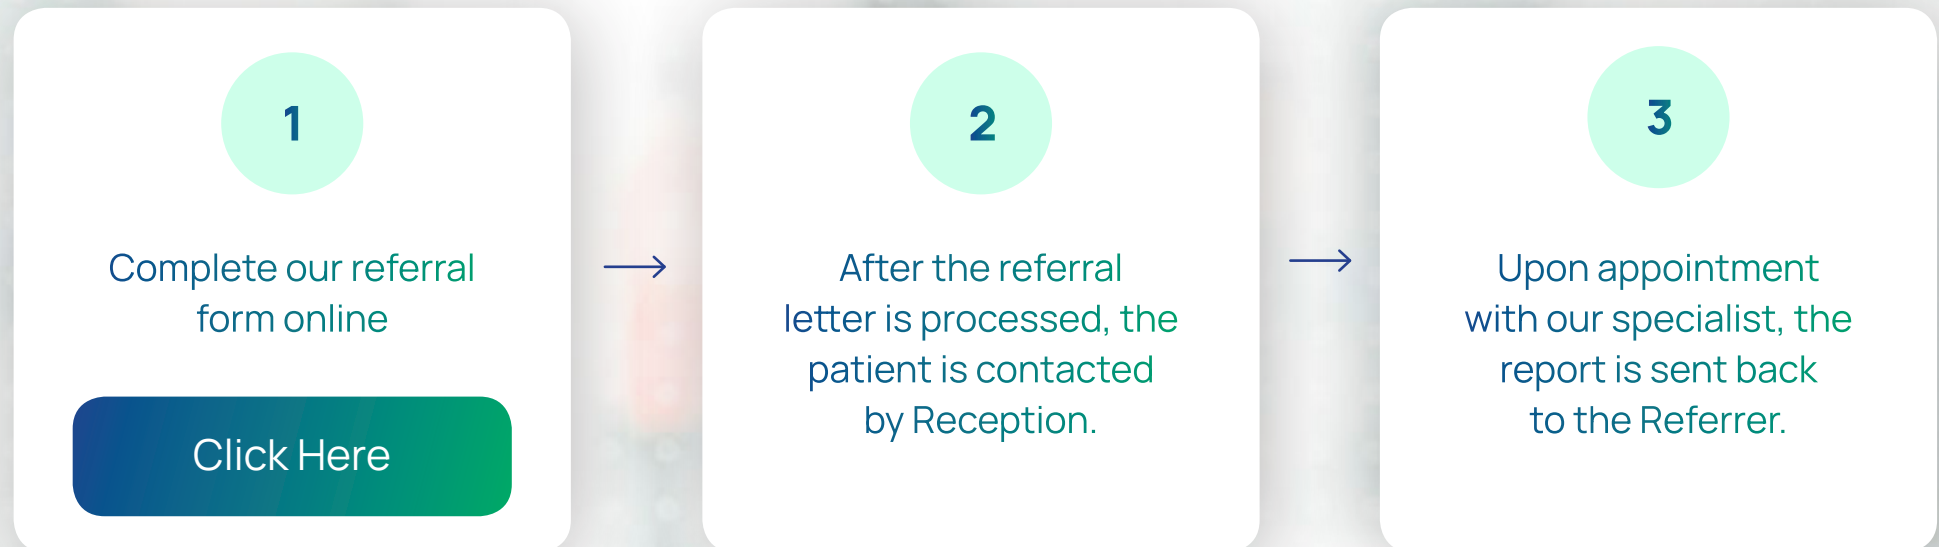 1
Complete our referral
form online
Click Here
2
After the referral
letter is processed, the
patient is contacted
by Reception.
3
Upon appointment
with our specialist, the
report is sent back
to the Referrer.